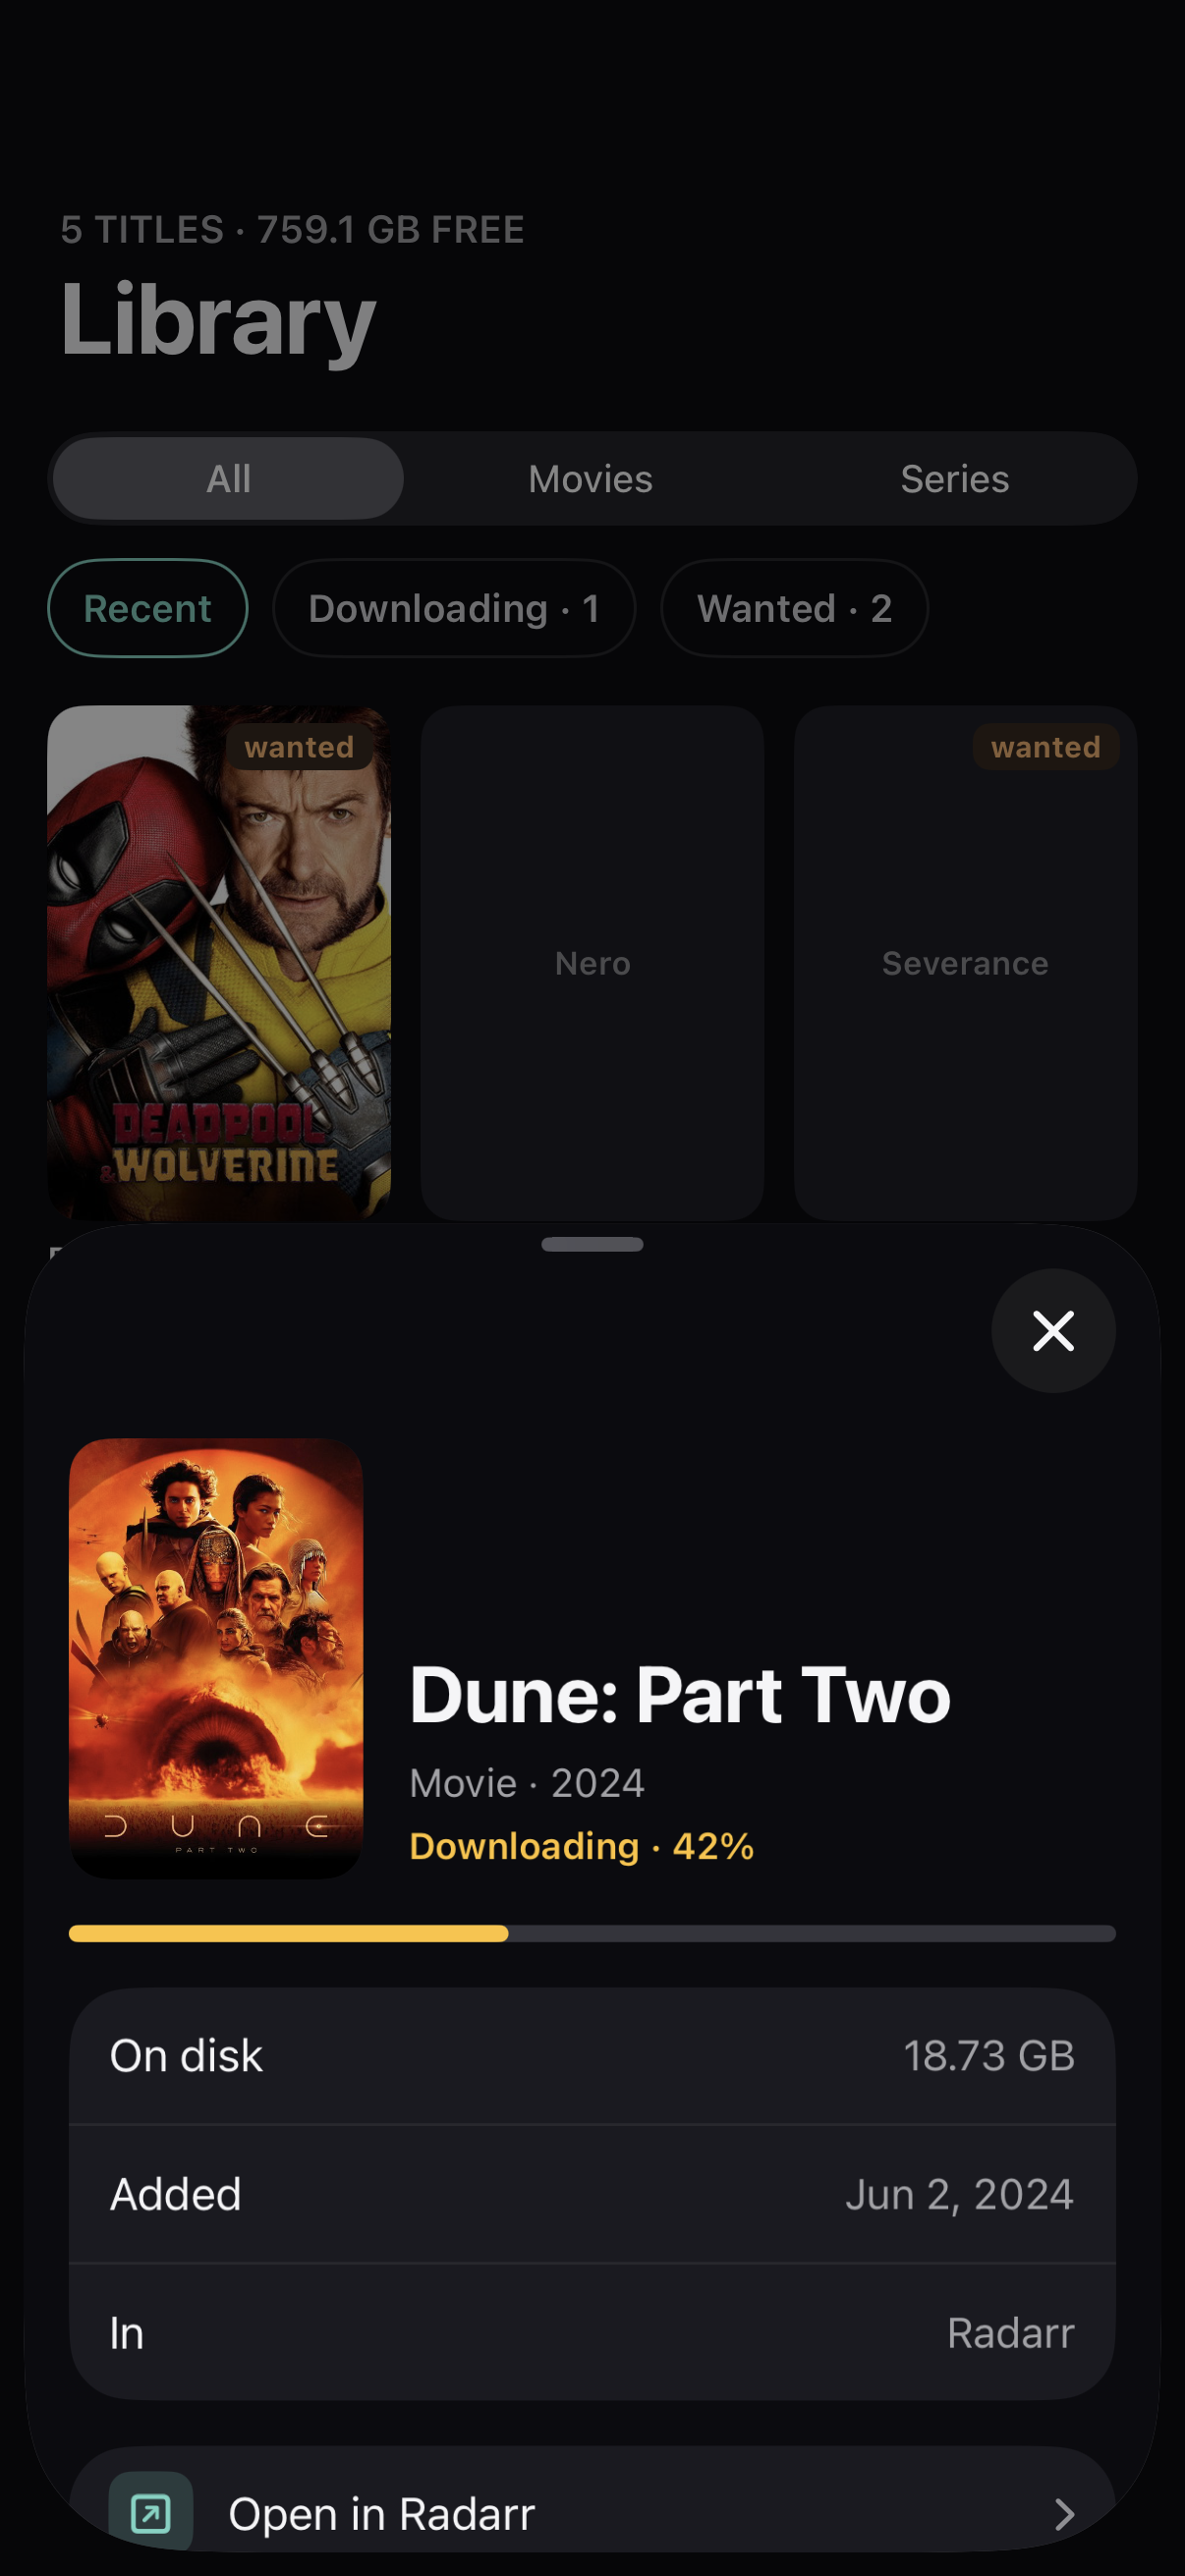 5 TITLES · 759.1 GB FREE
Library
All Movies Series
Recent Downloading · 1 Wanted · 2
wanted wanted
Nero Severance
DEADPOOL
&WOLVERINE
Dune: Part Two
Movie · 2024
DUNE
PART TWO
Downloading · 42%
On disk 18.73 GB
Added Jun 2, 2024
In Radarr
Open in Radarr